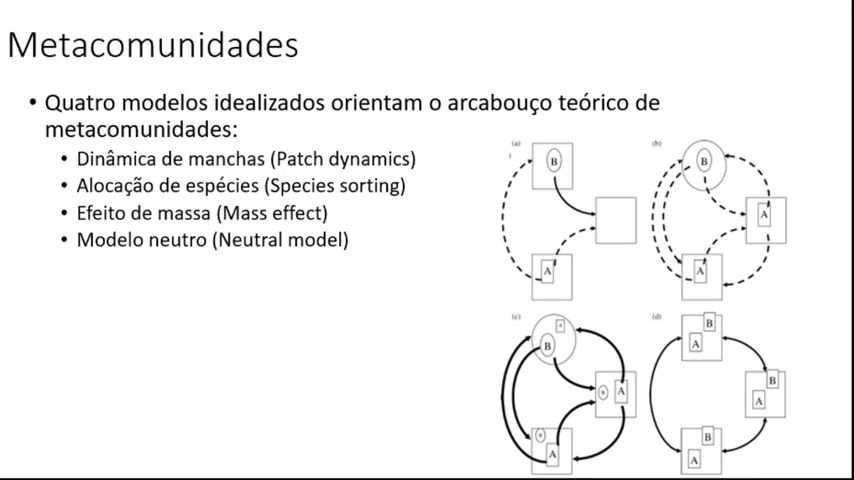 Metacomunidades
• Quatro modelos idealizados orientam o arcabouço teórico de
metacomunidades:
• Dinâmica de manchas (Patch dynamics)
• Alocação de espécies (Species sorting)
• Efeito de massa (Mass effect)
• Modelo neutro (Neutral model)
(a)
B
A
(b)
B
A
A
(c)
A
B
B
A
B
A
(d)
B
A
B
A
B
A